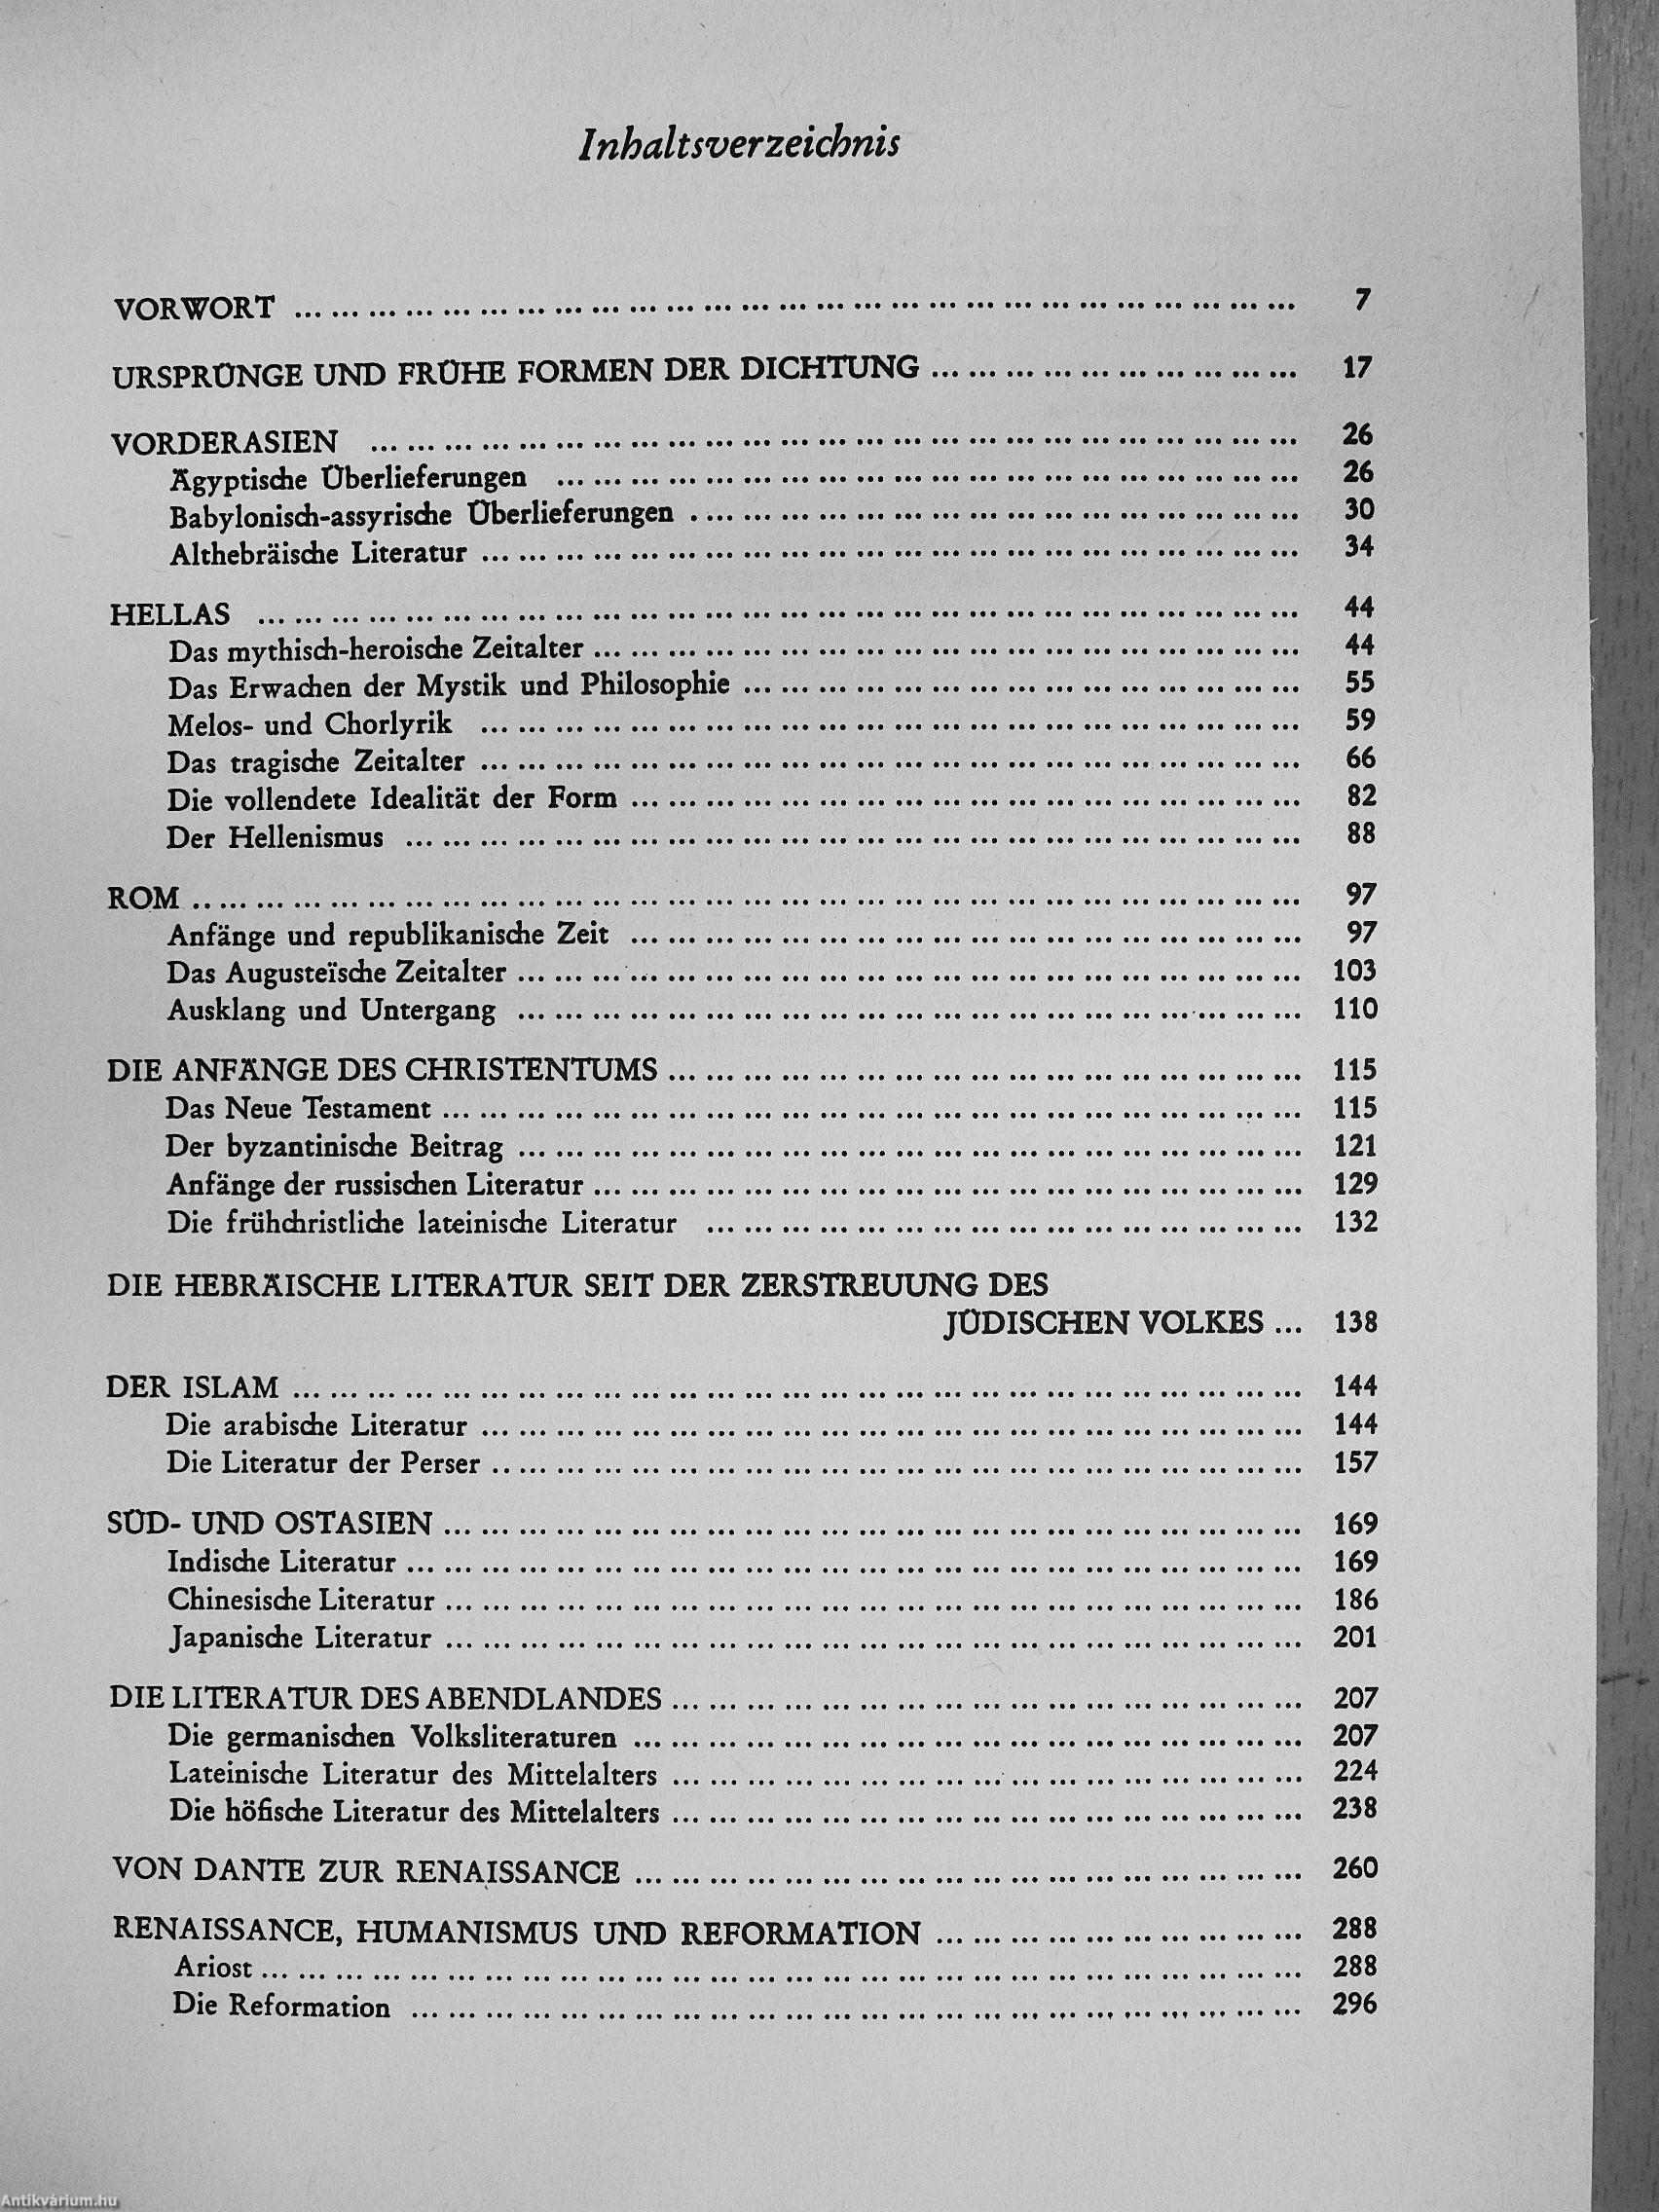 Inhaltsverzeichnis
VORWORT ... 7
URSPRÜNGE UND FRÜHE FORMEN DER DICHTUNG ... 17
VORDERASIEN ... 26
Ägyptische Überlieferungen ... 26
Babylonisch-assyrische Überlieferungen ... 30
Althebräische Literatur ... 34
HELLAS ... 44
Das mythisch-heroische Zeitalter ... 44
Das Erwachen der Mystik und Philosophie ... 55
Melos- und Chorlyrik ... 59
Das tragische Zeitalter ... 66
Die vollendete Idealität der Form ... 82
Der Hellenismus ... 88
ROM ... 97
Anfänge und republikanische Zeit ... 97
Das Augusteïsche Zeitalter ... 103
Ausklang und Untergang ... 110
DIE ANFÄNGE DES CHRISTENTUMS ... 115
Das Neue Testament ... 115
Der byzantinische Beitrag ... 121
Anfänge der russischen Literatur ... 129
Die frühchristliche lateinische Literatur ... 132
DIE HEBRÄISCHE LITERATUR SEIT DER ZERSTREUUNG DES
JÜDISCHEN VOLKES ... 138
DER ISLAM ... 144
Die arabische Literatur ... 144
Die Literatur der Perser ... 157
SÜD- UND OSTASIEN ... 169
Indische Literatur ... 169
Chinesische Literatur ... 186
Japanische Literatur ... 201
DIE LITERATUR DES ABENDLANDES ... 207
Die germanischen Volksliteraturen ... 207
Lateinische Literatur des Mittelalters ... 224
Die höfische Literatur des Mittelalters ... 238
VON DANTE ZUR RENAISSANCE ... 260
RENAISSANCE, HUMANISMUS UND REFORMATION ... 288
Ariost ... 288
Die Reformation ... 296
Antikvárium.hu